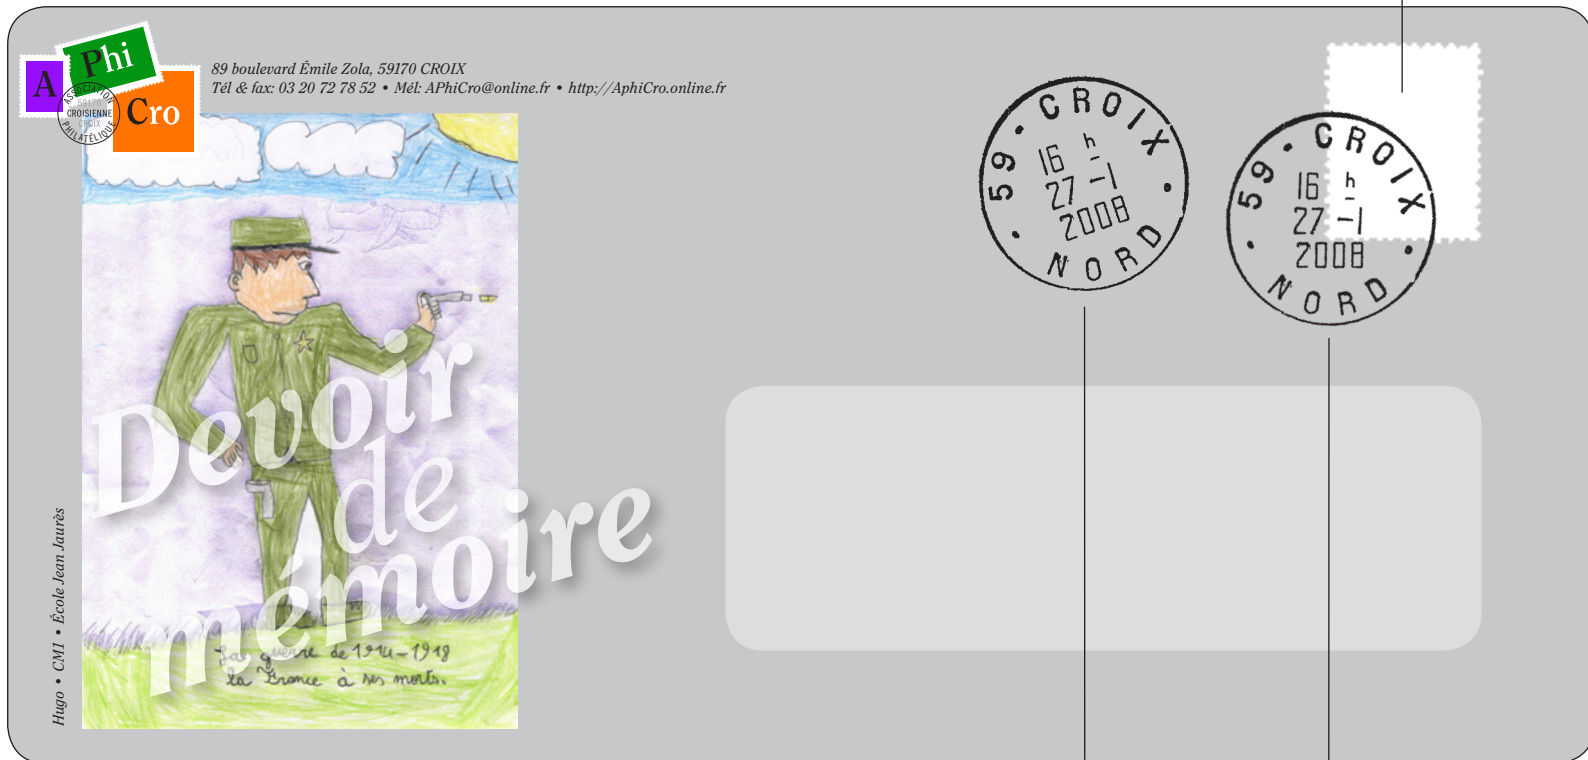 A Phi Cro
ASSOCIATION
59170
CROISIENNE
CROIX
PHILATÉLIQUE
89 boulevard Émile Zola, 59170 CROIX
Tél & fax: 03 20 72 78 52 • Mél: APhiCro@online.fr • http://AphiCro.online.fr
59 • CROIX
16 h
27 -1
2008
NORD
59 • CROIX
16 h
27 -1
2008
NORD
Devoir
de
mémoire
La guerre de 1914-1918
la France à ses morts.
Hugo • CM1 • École Jean Jaurès